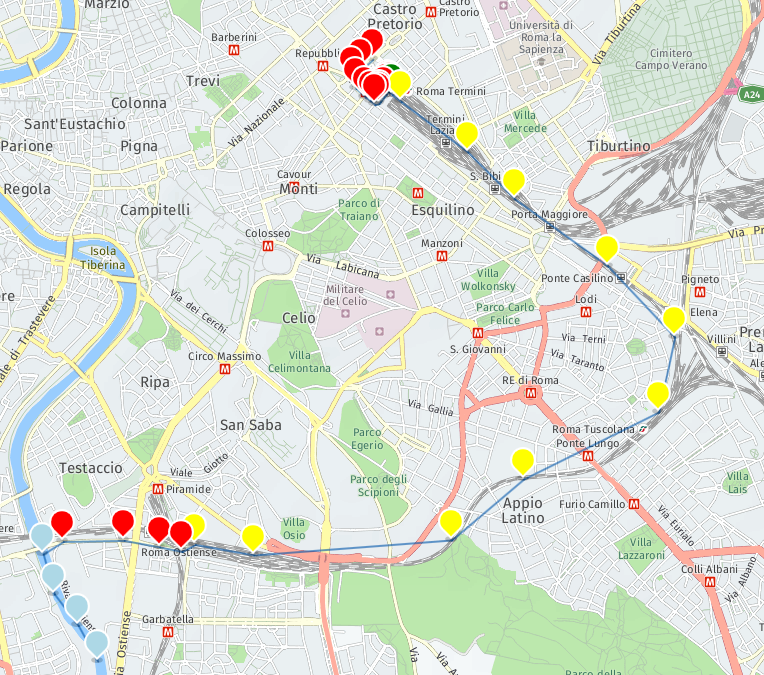 Marzio
Castro
Pretorio
Castro
Pretorio
Barberini
Università di
Roma la
Sapienza
Via Tiburtina
Cimitero
Campo Verano
Trevi
Roma Termini
A24
Colonna
Via Nazionale
Termini
Lazia
Via
Mercede
Sant'Eustachio
Parione
Pigna
Tiburtino
Cavour
Monti
S. Bibi
Regola
Parco di
Traiano
Campitelli
Esquilino
Porta Maggiore
Colosseo
Manzoni
Isola
Tiberina
Via Labicana
Villa
Wolkonsky
Ponte Casilino
Pigneto
Militare
del Celio
Via dei Cerchi
Parco Carlo
Felice
Lodi
Elena
Celio
Via Terni
Villini
S. Giovanni
Circo Massimo
Villa
Celimontana
Via Taranto
Ripa
RE di Roma
Via Gallia
San Saba
Parco
Egerio
Roma Tuscolana
Ponte Lungo
Testaccio
Viale
Giotto
Parco degli
Scipioni
Villa
Lais
Piramide
Appio
Latino
Furio Camillo
Via Eurialo
Villa
Osio
Roma Ostiense
Villa
Lazzaroni
Colli Albani
Via Albano
Garbatella
Via Ostiense
Via
Parco della